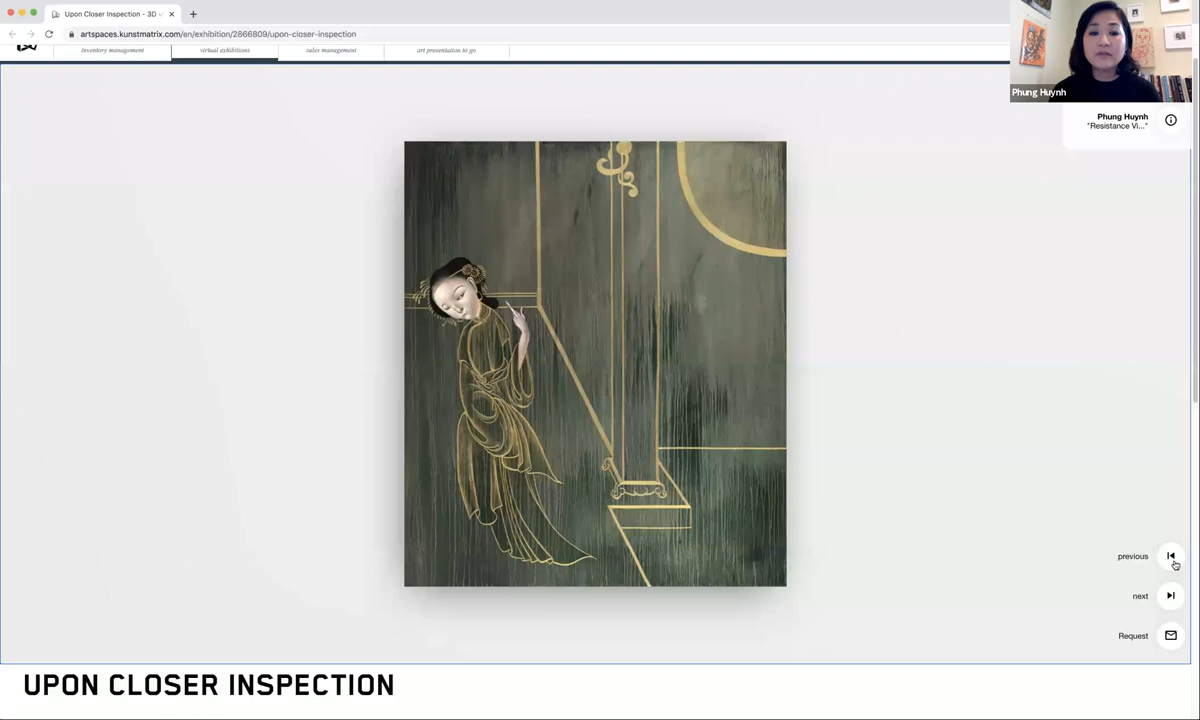 Upon Closer Inspection - 3D
artspaces.kunstmatrix.com/en/exhibition/2866809/upon-closer-inspection
inventory management
virtual exhibitions
sales management
art presentation to go
Phung Huynh
Phung Huynh
"Resistance Vi..."
previous
next
Request
UPON CLOSER INSPECTION